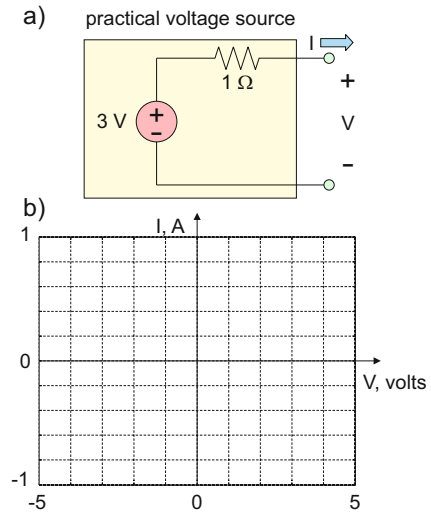 a)
practical voltage source
I
1 Ω
3 V
+
-
+
V
-
b)
I, A
1
0
V, volts
-1
-5
0
5